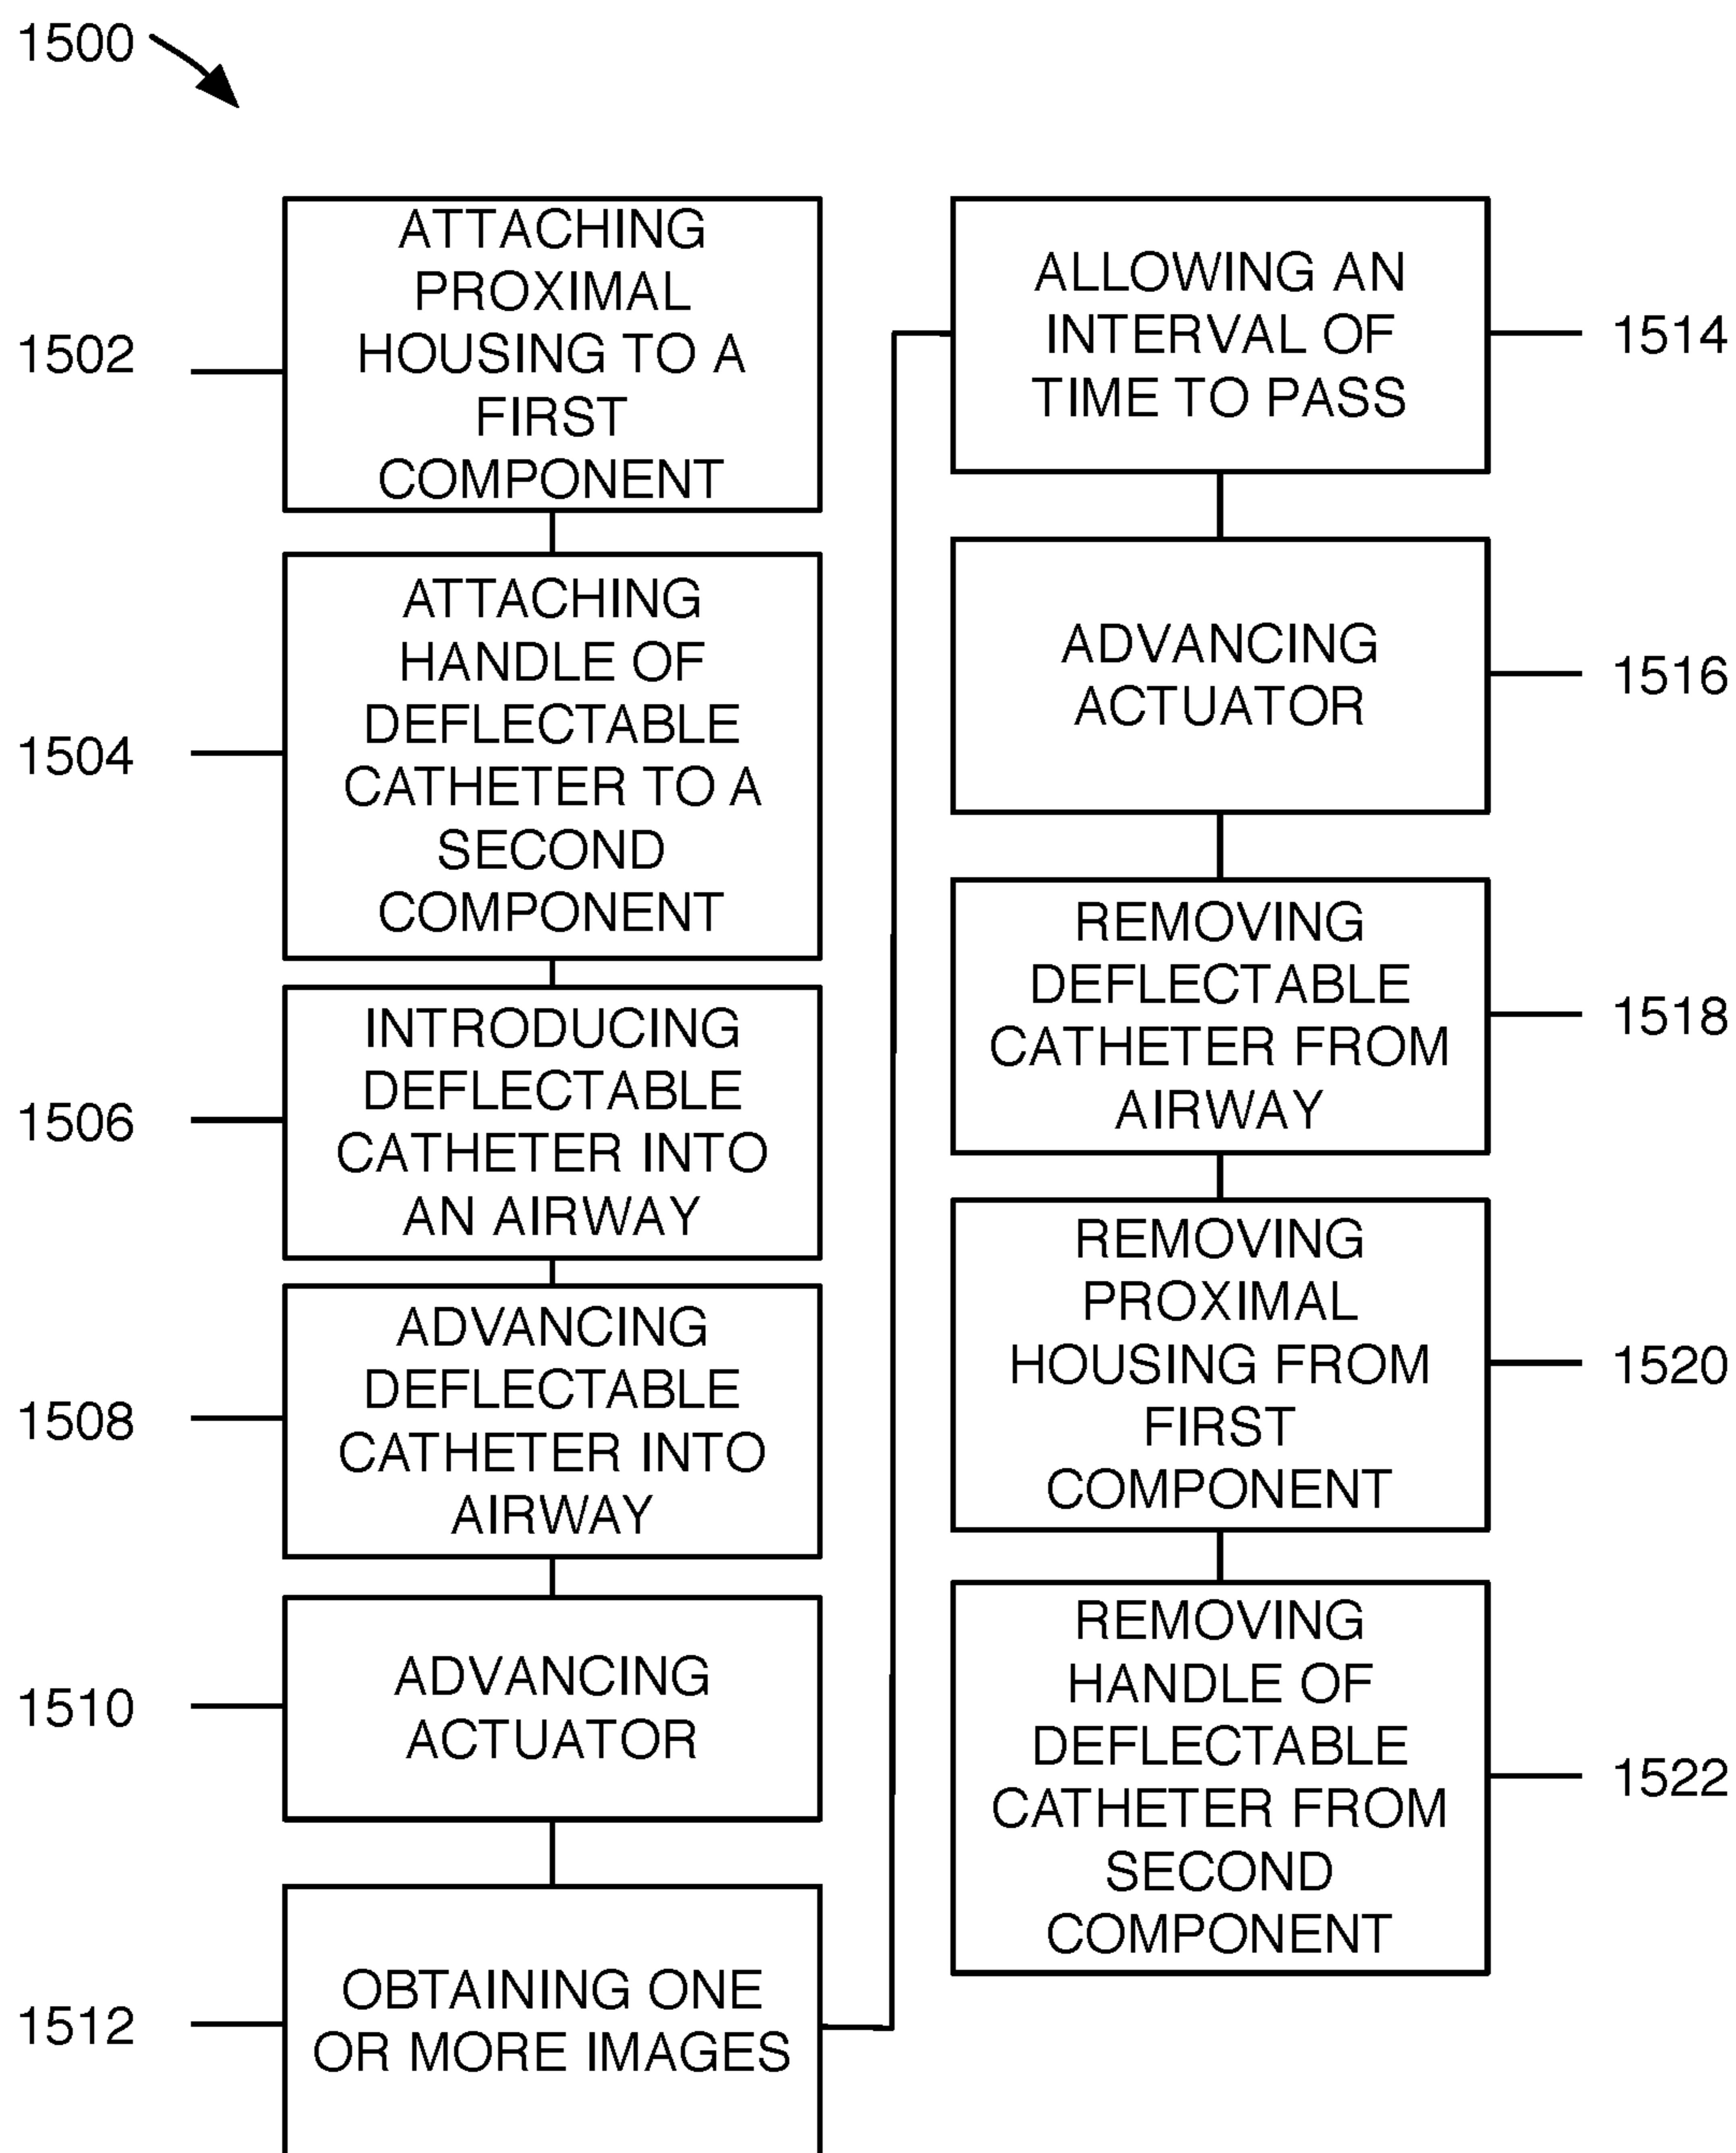 1500
1502
ATTACHING
PROXIMAL
HOUSING TO A
FIRST
COMPONENT
1504
ATTACHING
HANDLE OF
DEFLECTABLE
CATHETER TO A
SECOND
COMPONENT
1506
INTRODUCING
DEFLECTABLE
CATHETER INTO
AN AIRWAY
1508
ADVANCING
DEFLECTABLE
CATHETER INTO
AIRWAY
1510
ADVANCING
ACTUATOR
1512
OBTAINING ONE
OR MORE IMAGES
ALLOWING AN
INTERVAL OF
TIME TO PASS
1514
ADVANCING
ACTUATOR
1516
REMOVING
DEFLECTABLE
CATHETER FROM
AIRWAY
1518
REMOVING
PROXIMAL
HOUSING FROM
FIRST
COMPONENT
1520
REMOVING
HANDLE OF
DEFLECTABLE
CATHETER FROM
SECOND
COMPONENT
1522